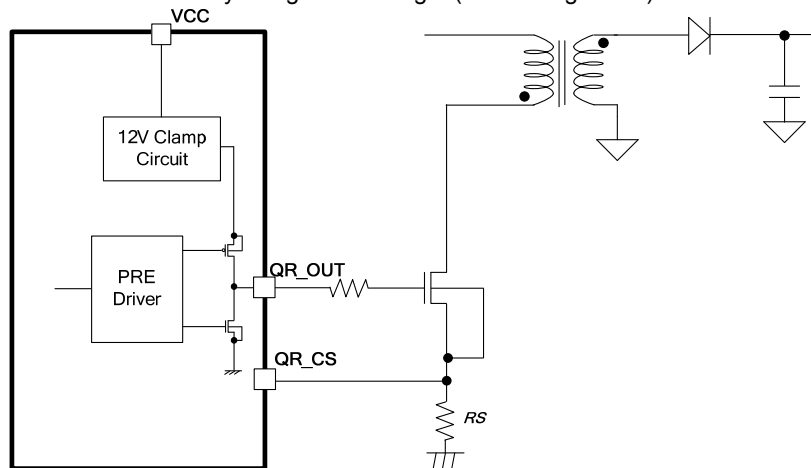 VCC
12V Clamp
Circuit
PRE
Driver
QR_OUT
QR_CS
RS